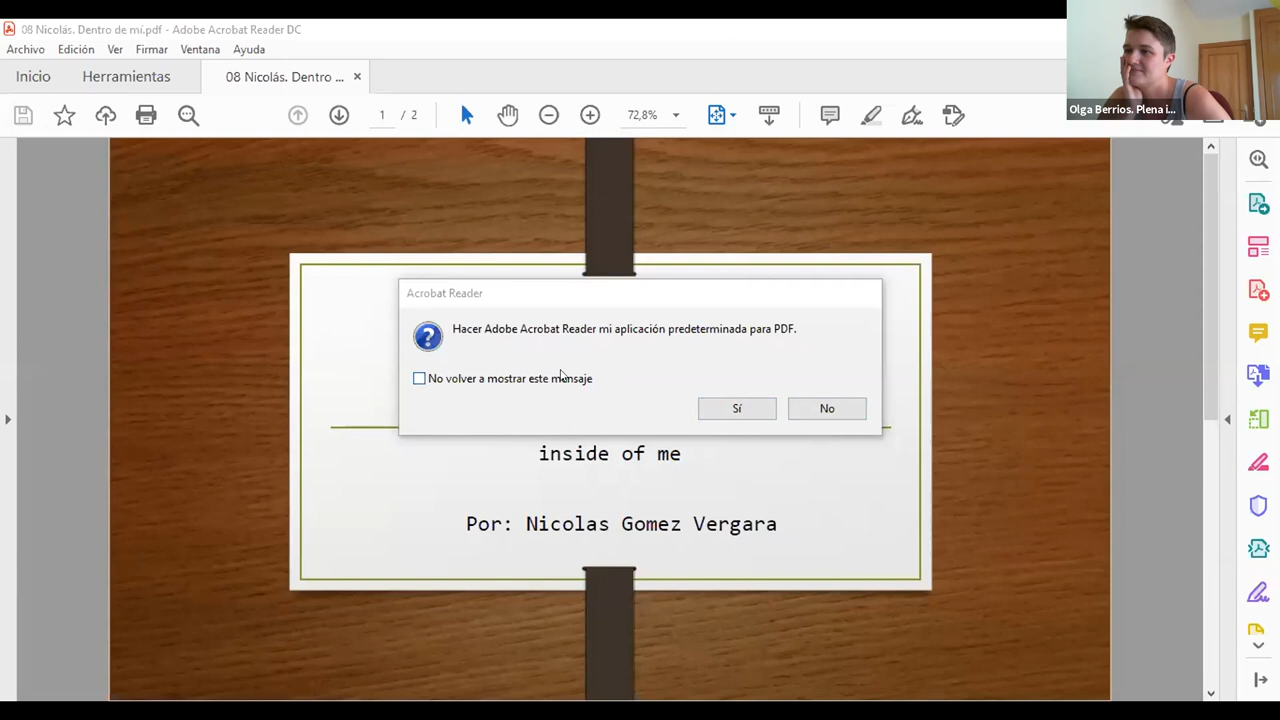 08 Nicolás. Dentro de mí.pdf - Adobe Acrobat Reader DC
Archivo Edición Ver Firmar Ventana Ayuda
Inicio Herramientas 08 Nicolás. Dentro ... ×
1 / 2 72,8%
Olga Berrios. Plena i...
Acrobat Reader
Hacer Adobe Acrobat Reader mi aplicación predeterminada para PDF.
No volver a mostrar este mensaje
Sí No
inside of me
Por: Nicolas Gomez Vergara